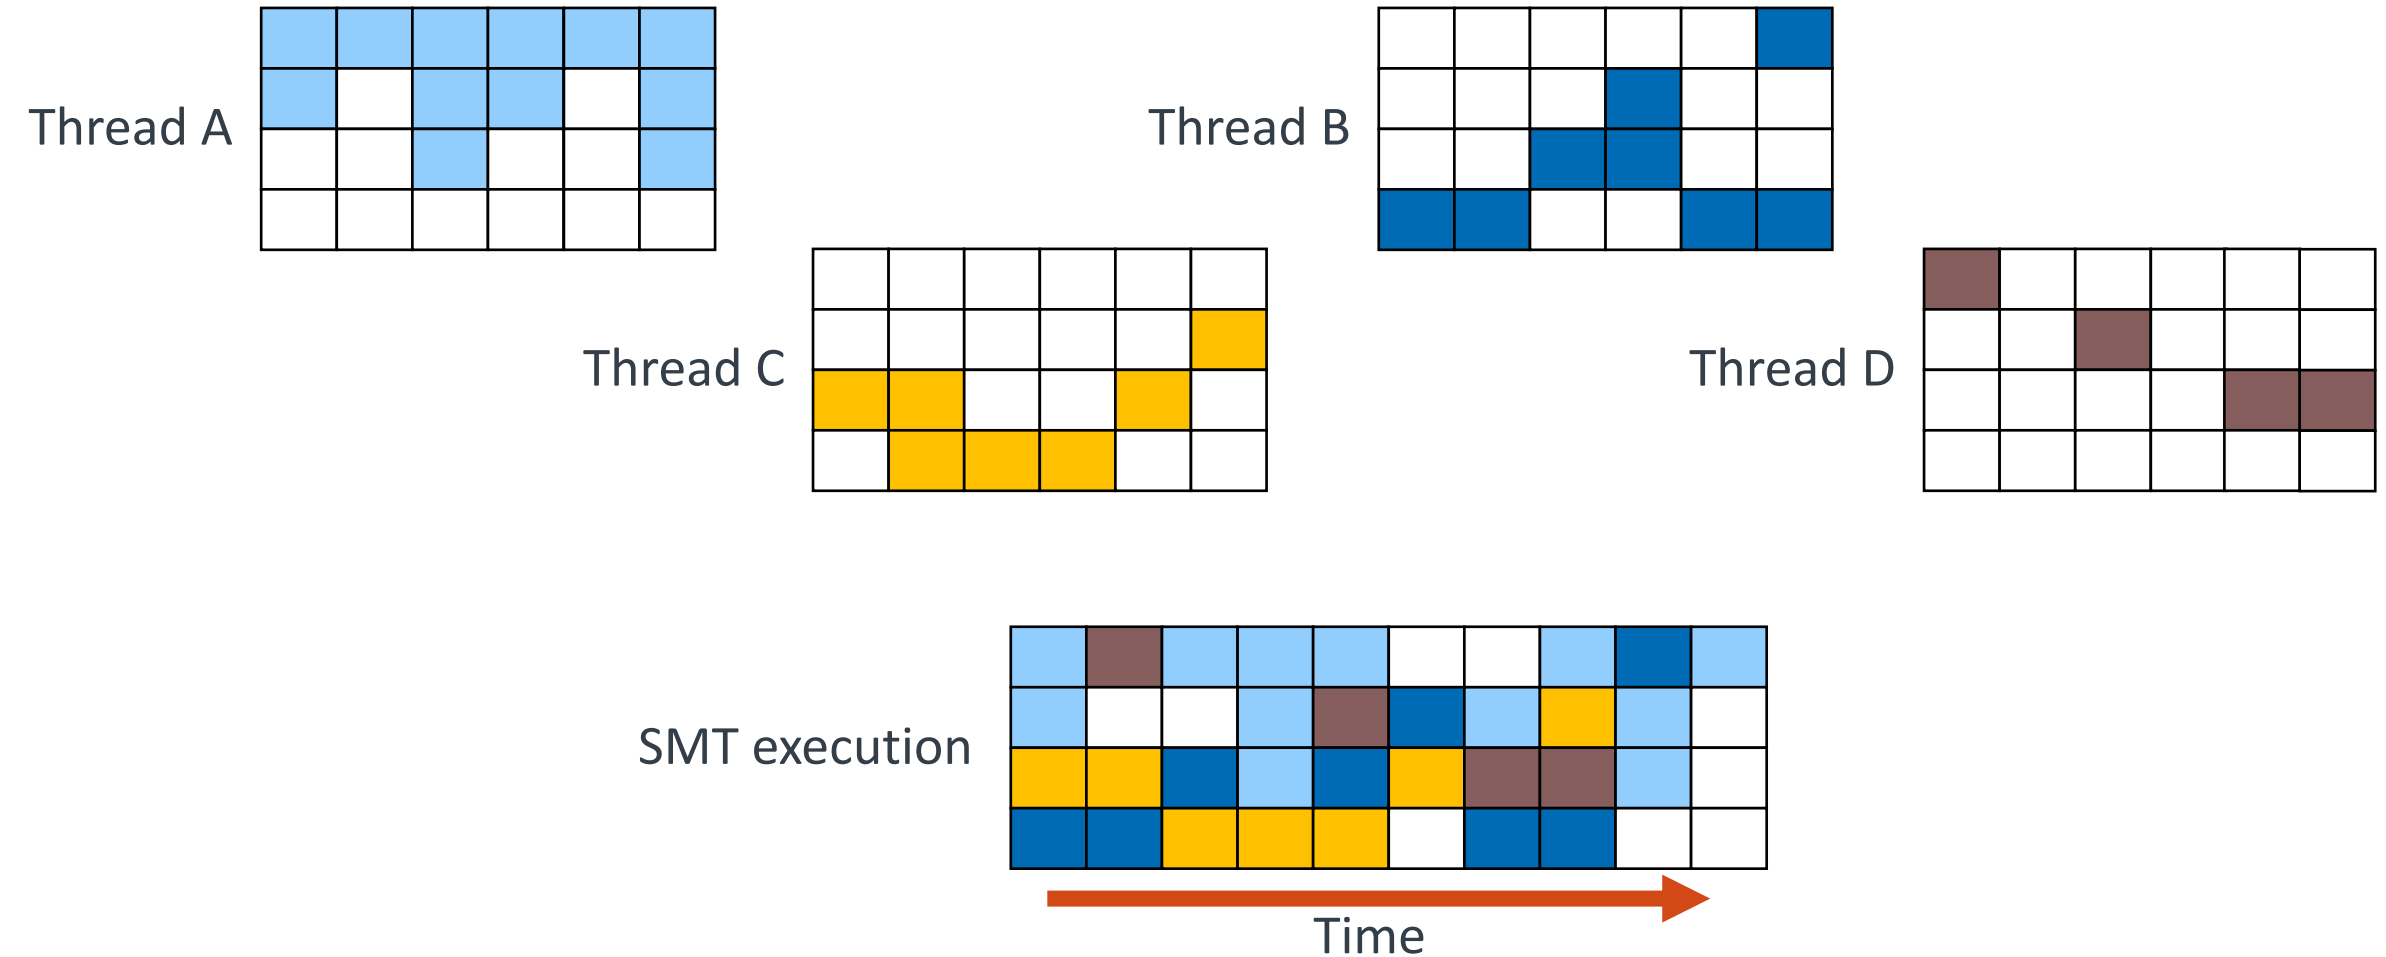 Thread A
Thread B
Thread C
Thread D
SMT execution
Time